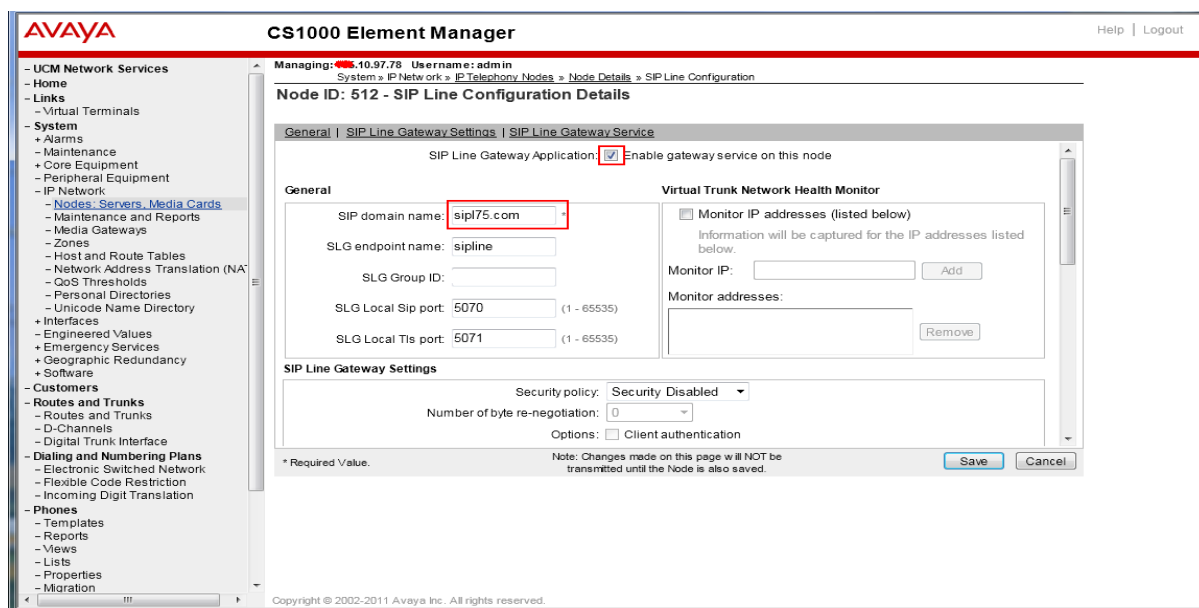 AVAYA
CS1000 Element Manager
Help | Logout
- UCM Network Services
- Home
- Links
- Virtual Terminals
- System
+ Alarms
- Maintenance
+ Core Equipment
- Peripheral Equipment
- IP Network
- Nodes: Servers, Media Cards
- Maintenance and Reports
- Media Gateways
- Zones
- Host and Route Tables
- Network Address Translation (NA
- QoS Thresholds
- Personal Directories
- Unicode Name Directory
+ Interfaces
- Engineered Values
+ Emergency Services
+ Geographic Redundancy
+ Software
- Customers
- Routes and Trunks
- Routes and Trunks
- D-Channels
- Digital Trunk Interface
- Dialing and Numbering Plans
- Electronic Switched Network
- Flexible Code Restriction
- Incoming Digit Translation
- Phones
- Templates
- Reports
- Views
- Lists
- Properties
- Migration
Managing: .10.97.78 Username: admin
System » IP Network » IP Telephony Nodes » Node Details » SIP Line Configuration
Node ID: 512 - SIP Line Configuration Details
General | SIP Line Gateway Settings | SIP Line Gateway Service
SIP Line Gateway Application: Enable gateway service on this node
General
SIP domain name: sipl75.com *
SLG endpoint name: sipline
SLG Group ID:
SLG Local Sip port: 5070 (1 - 65535)
SLG Local Tls port: 5071 (1 - 65535)
Virtual Trunk Network Health Monitor
Monitor IP addresses (listed below)
Information will be captured for the IP addresses listed
below.
Monitor IP: Add
Monitor addresses:
Remove
SIP Line Gateway Settings
Security policy: Security Disabled
Number of byte re-negotiation: 0
Options: Client authentication
* Required Value.
Note: Changes made on this page will NOT be
transmitted until the Node is also saved.
Save Cancel
Copyright © 2002-2011 Avaya Inc. All rights reserved.